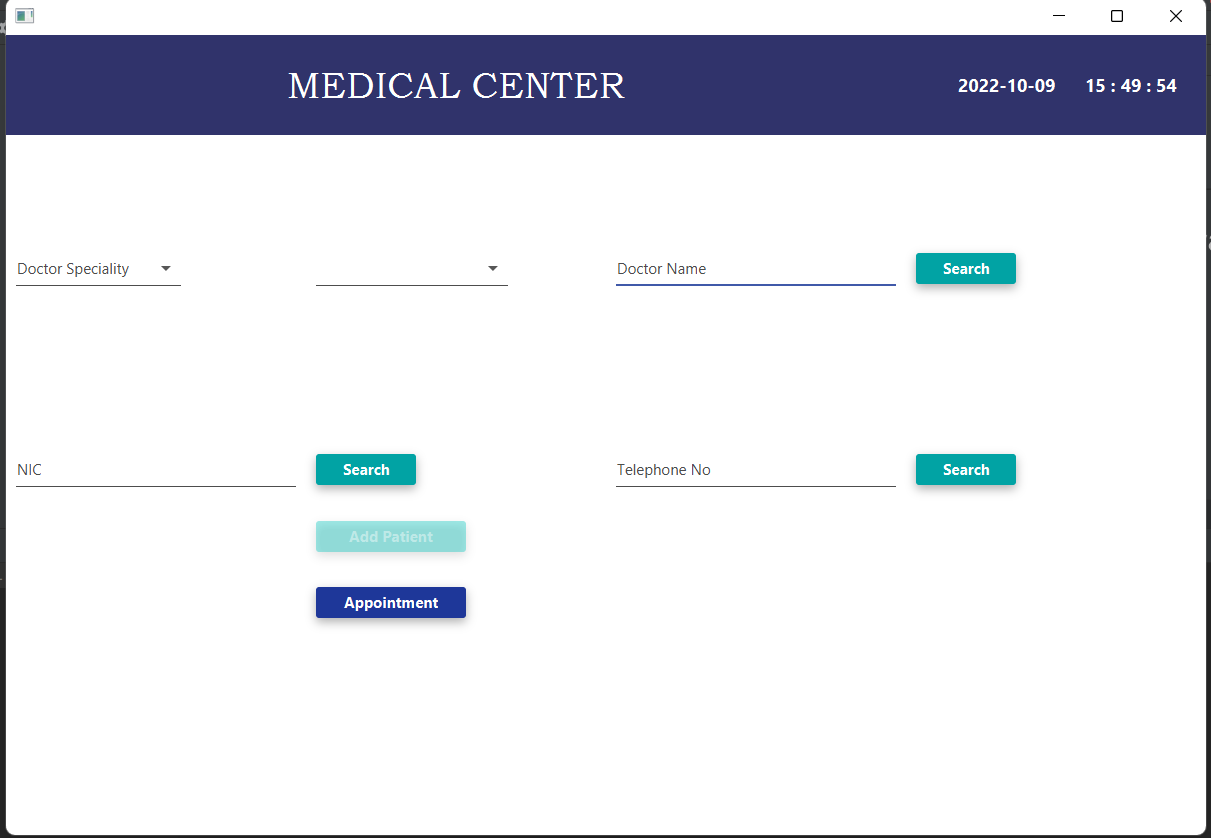 MEDICAL CENTER
2022-10-09 15 : 49 : 54
Doctor Speciality
Doctor Name
Search
NIC
Search
Telephone No
Search
Add Patient
Appointment